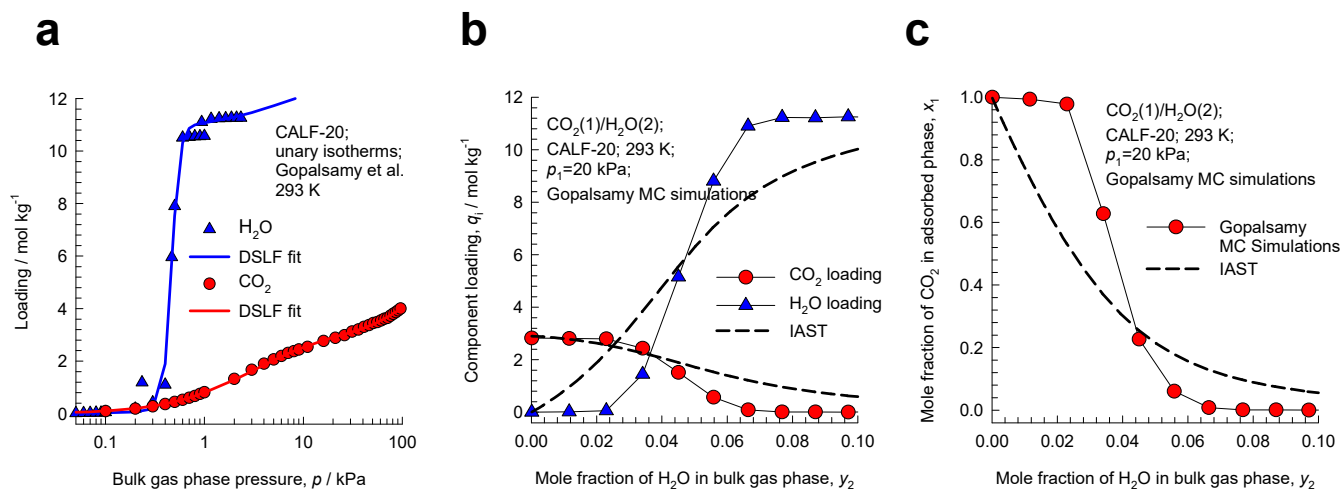 a
12
10
8
6
4
2
0
Loading / mol kg⁻¹
CALF-20;
unary isotherms;
Gopalsamy et al.
293 K
H₂O
DSLF fit
CO₂
DSLF fit
0.1
1
10
100
Bulk gas phase pressure, p / kPa
b
12
10
8
6
4
2
0
Component loading, qᵢ / mol kg⁻¹
CO₂(1)/H₂O(2);
CALF-20; 293 K;
p₁=20 kPa;
Gopalsamy MC simulations
CO₂ loading
H₂O loading
IAST
0.00
0.02
0.04
0.06
0.08
0.10
Mole fraction of H₂O in bulk gas phase, y₂
c
1.0
0.8
0.6
0.4
0.2
0.0
Mole fraction of CO₂ in adsorbed phase, x₁
CO₂(1)/H₂O(2);
CALF-20; 293 K;
p₁=20 kPa;
Gopalsamy MC simulations
Gopalsamy
MC Simulations
IAST
0.00
0.02
0.04
0.06
0.08
0.10
Mole fraction of H₂O in bulk gas phase, y₂